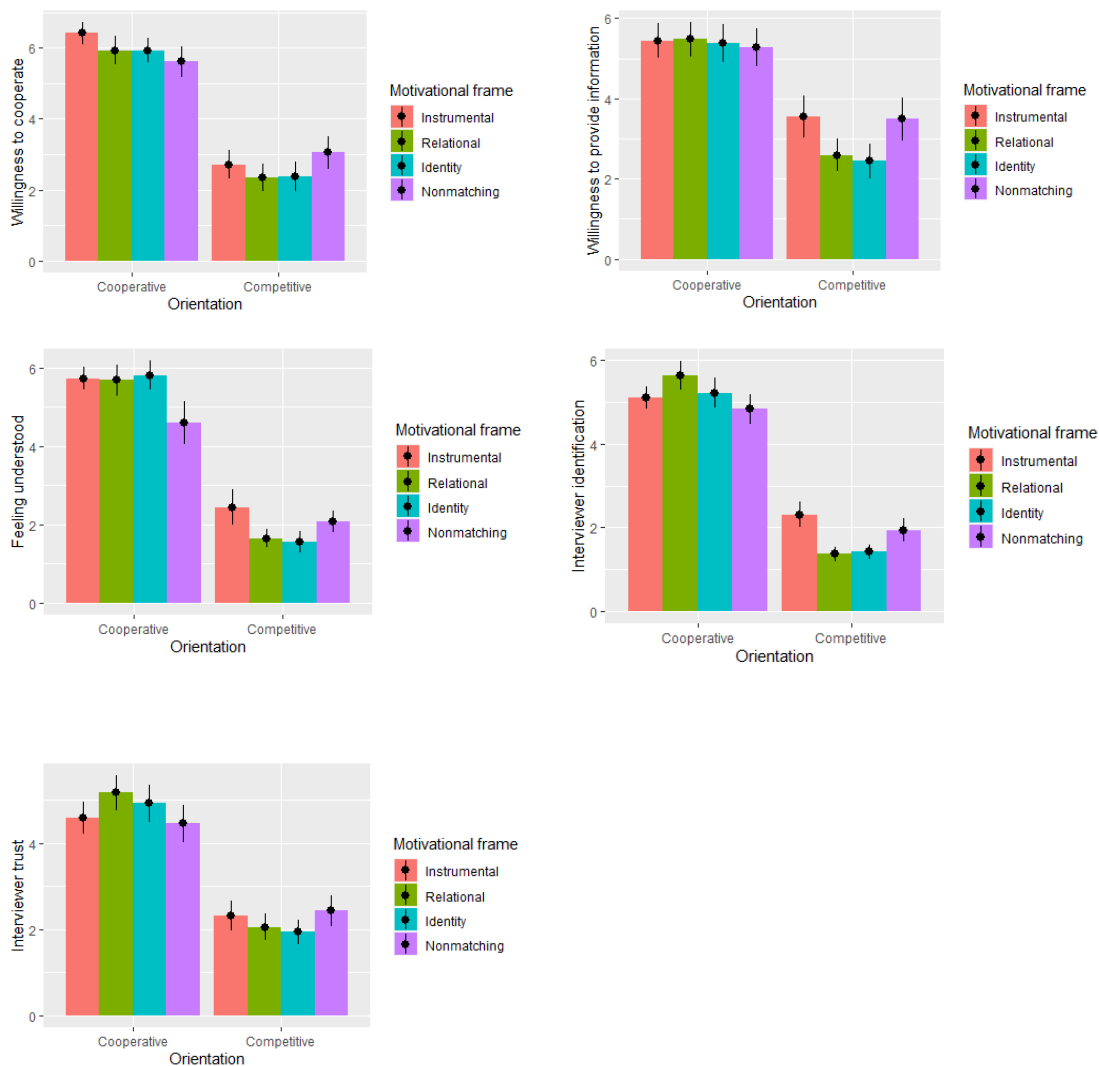 Willingness to cooperate
6
4
2
0
Cooperative Competitive
Orientation
Motivational frame
Instrumental
Relational
Identity
Nonmatching
Willingness to provide information
6
4
2
0
Cooperative Competitive
Orientation
Motivational frame
Instrumental
Relational
Identity
Nonmatching
Feeling understood
6
4
2
0
Cooperative Competitive
Orientation
Motivational frame
Instrumental
Relational
Identity
Nonmatching
Interviewer identification
6
4
2
0
Cooperative Competitive
Orientation
Motivational frame
Instrumental
Relational
Identity
Nonmatching
Interviewer trust
4
2
0
Cooperative Competitive
Orientation
Motivational frame
Instrumental
Relational
Identity
Nonmatching